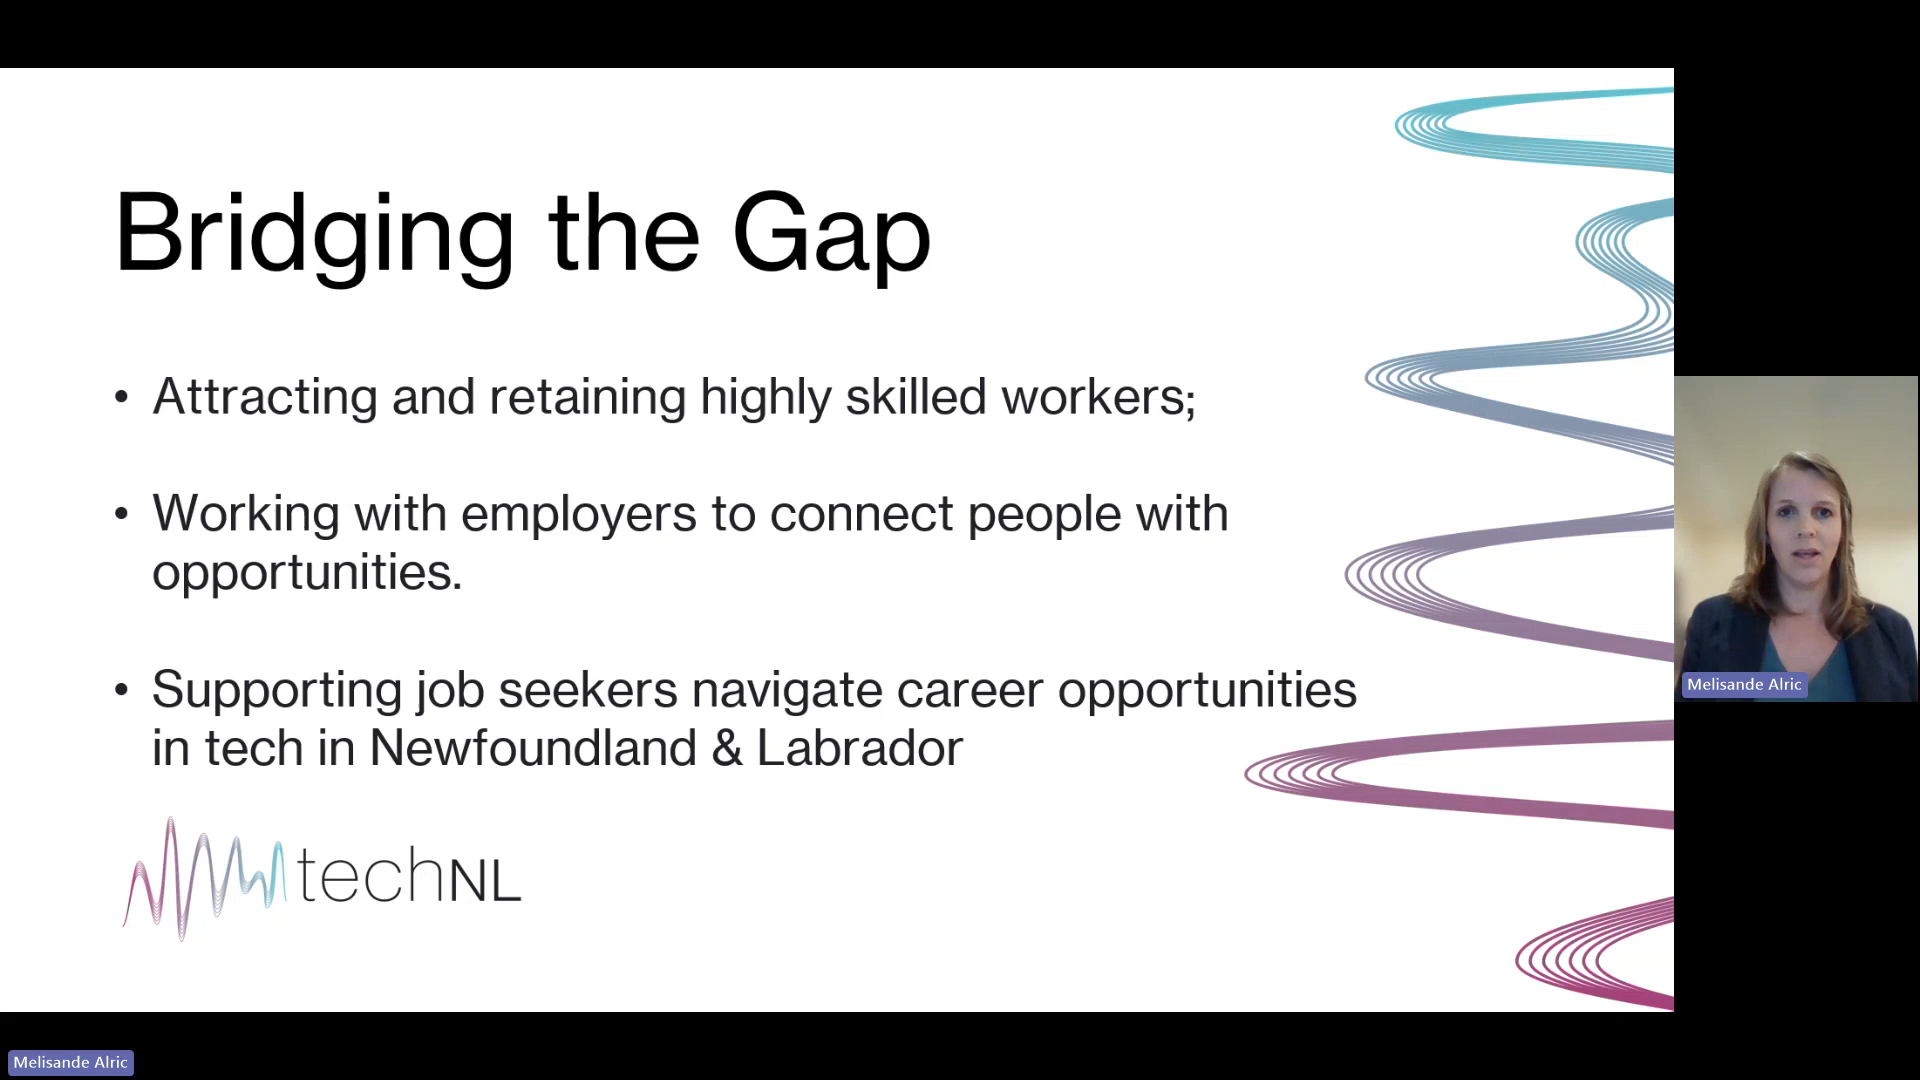 Bridging the Gap
• Attracting and retaining highly skilled workers;
• Working with employers to connect people with
opportunities.
• Supporting job seekers navigate career opportunities
in tech in Newfoundland & Labrador
techNL
Melisande Alric
Melisande Alric